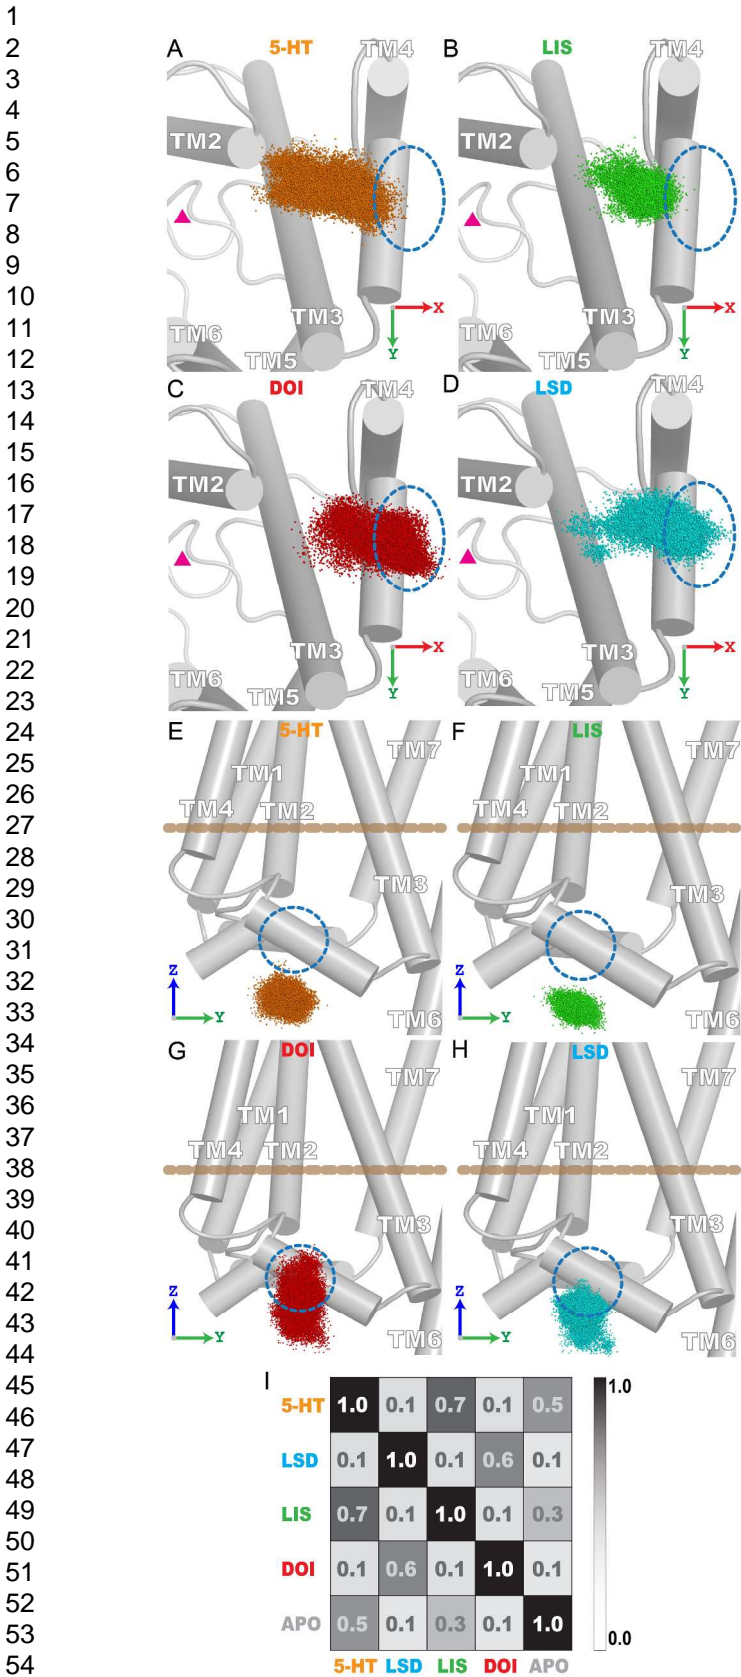 1
2
3
4
5
6
7
8
9
10
11
12
13
14
15
16
17
18
19
20
21
22
23
24
25
26
27
28
29
30
31
32
33
34
35
36
37
38
39
40
41
42
43
44
45
46
47
48
49
50
51
52
53
54
A 5-HT TM4
TM2
TM3
TM6
TM5
X
Y
B LIS TM4
TM2
TM3
TM6
TM5
X
Y
C DOI TM4
TM2
TM3
TM6
TM5
X
Y
D LSD TM4
TM2
TM3
TM6
TM5
X
Y
E 5-HT
TM7
TM1
TM4 TM2
TM3
Z
Y
TM6
F LIS
TM7
TM1
TM4 TM2
TM3
Z
Y
TM6
G DOI
TM7
TM1
TM4 TM2
TM3
Z
Y
TM6
H LSD
TM7
TM1
TM4 TM2
TM3
Z
Y
TM6
I
5-HT 1.0 0.1 0.7 0.1 0.5
LSD 0.1 1.0 0.1 0.6 0.1
LIS 0.7 0.1 1.0 0.1 0.3
DOI 0.1 0.6 0.1 1.0 0.1
APO 0.5 0.1 0.3 0.1 1.0
5-HT LSD LIS DOI APO
1.0
0.0